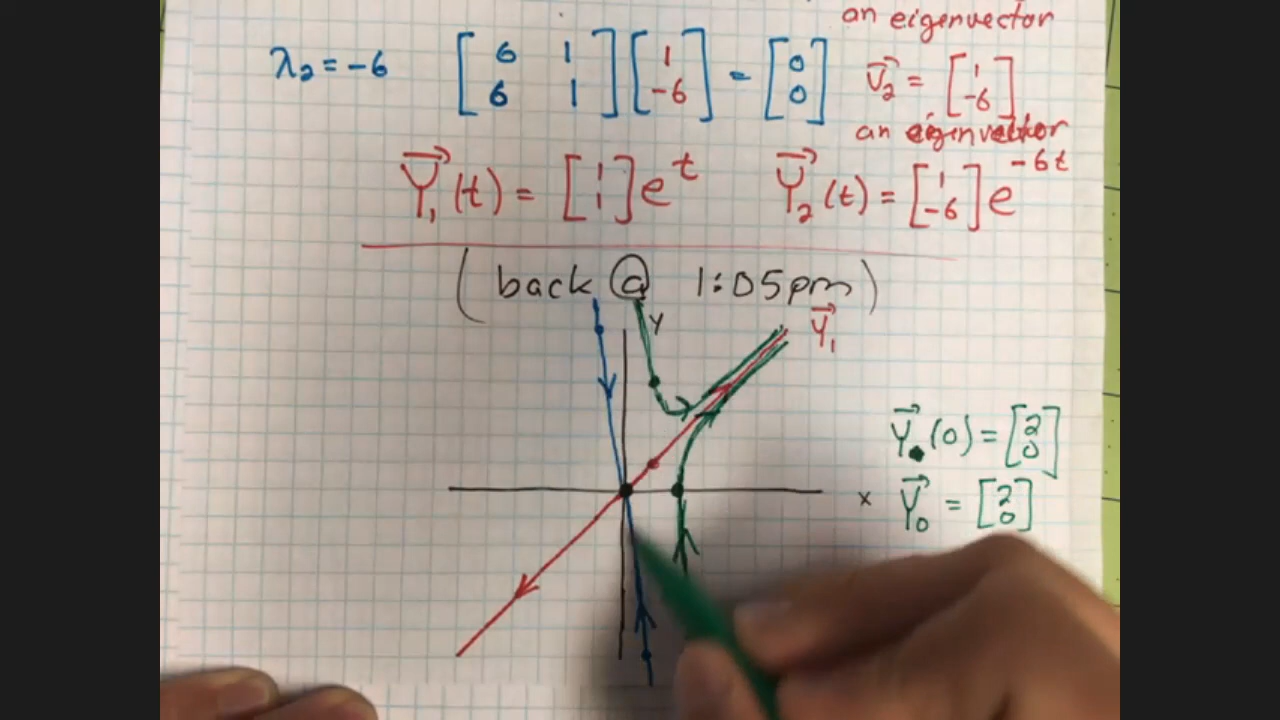 an eigenvector
λ₂ = -6 [6 1; 6 1] [1; -6] = [0; 0] v⃗₂ = [1; -6]
an eigenvector
Y⃗₁(t) = [1; 1]eᵗ Y⃗₂(t) = [1; -6]e⁻⁶ᵗ
(back @ 1:05pm)
y Y⃗₁
Y⃗.(0) = [2; 0]
x Y⃗₀ = [2; 0]